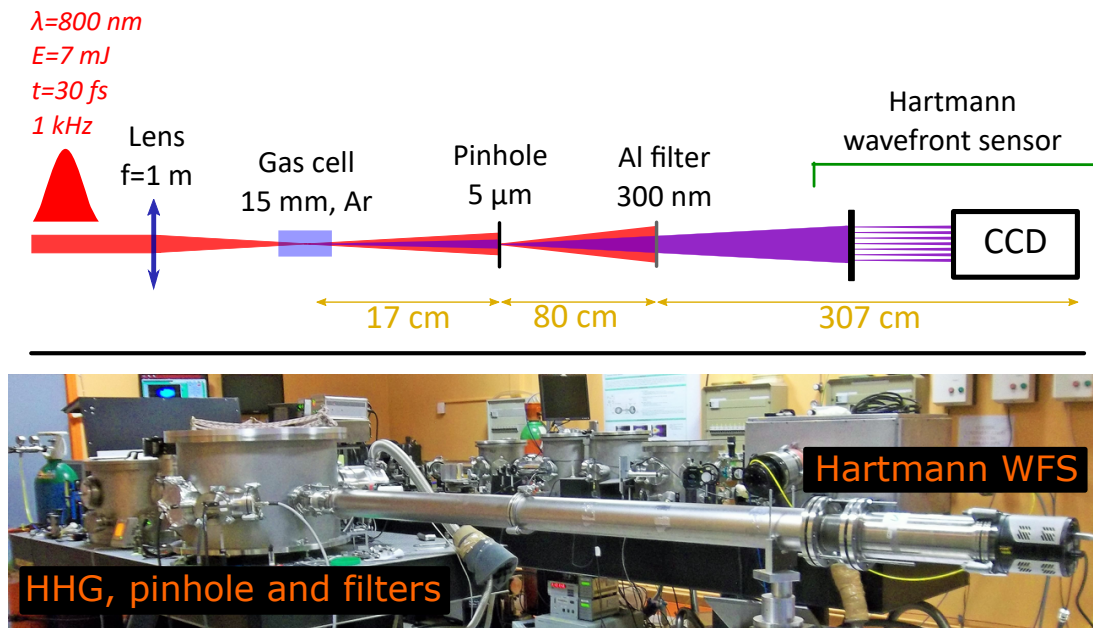 λ=800 nm
E=7 mJ
t=30 fs
1 kHz
Lens
f=1 m
Gas cell
15 mm, Ar
Pinhole
5 μm
Al filter
300 nm
Hartmann
wavefront sensor
CCD
17 cm
80 cm
307 cm
Hartmann WFS
HHG, pinhole and filters